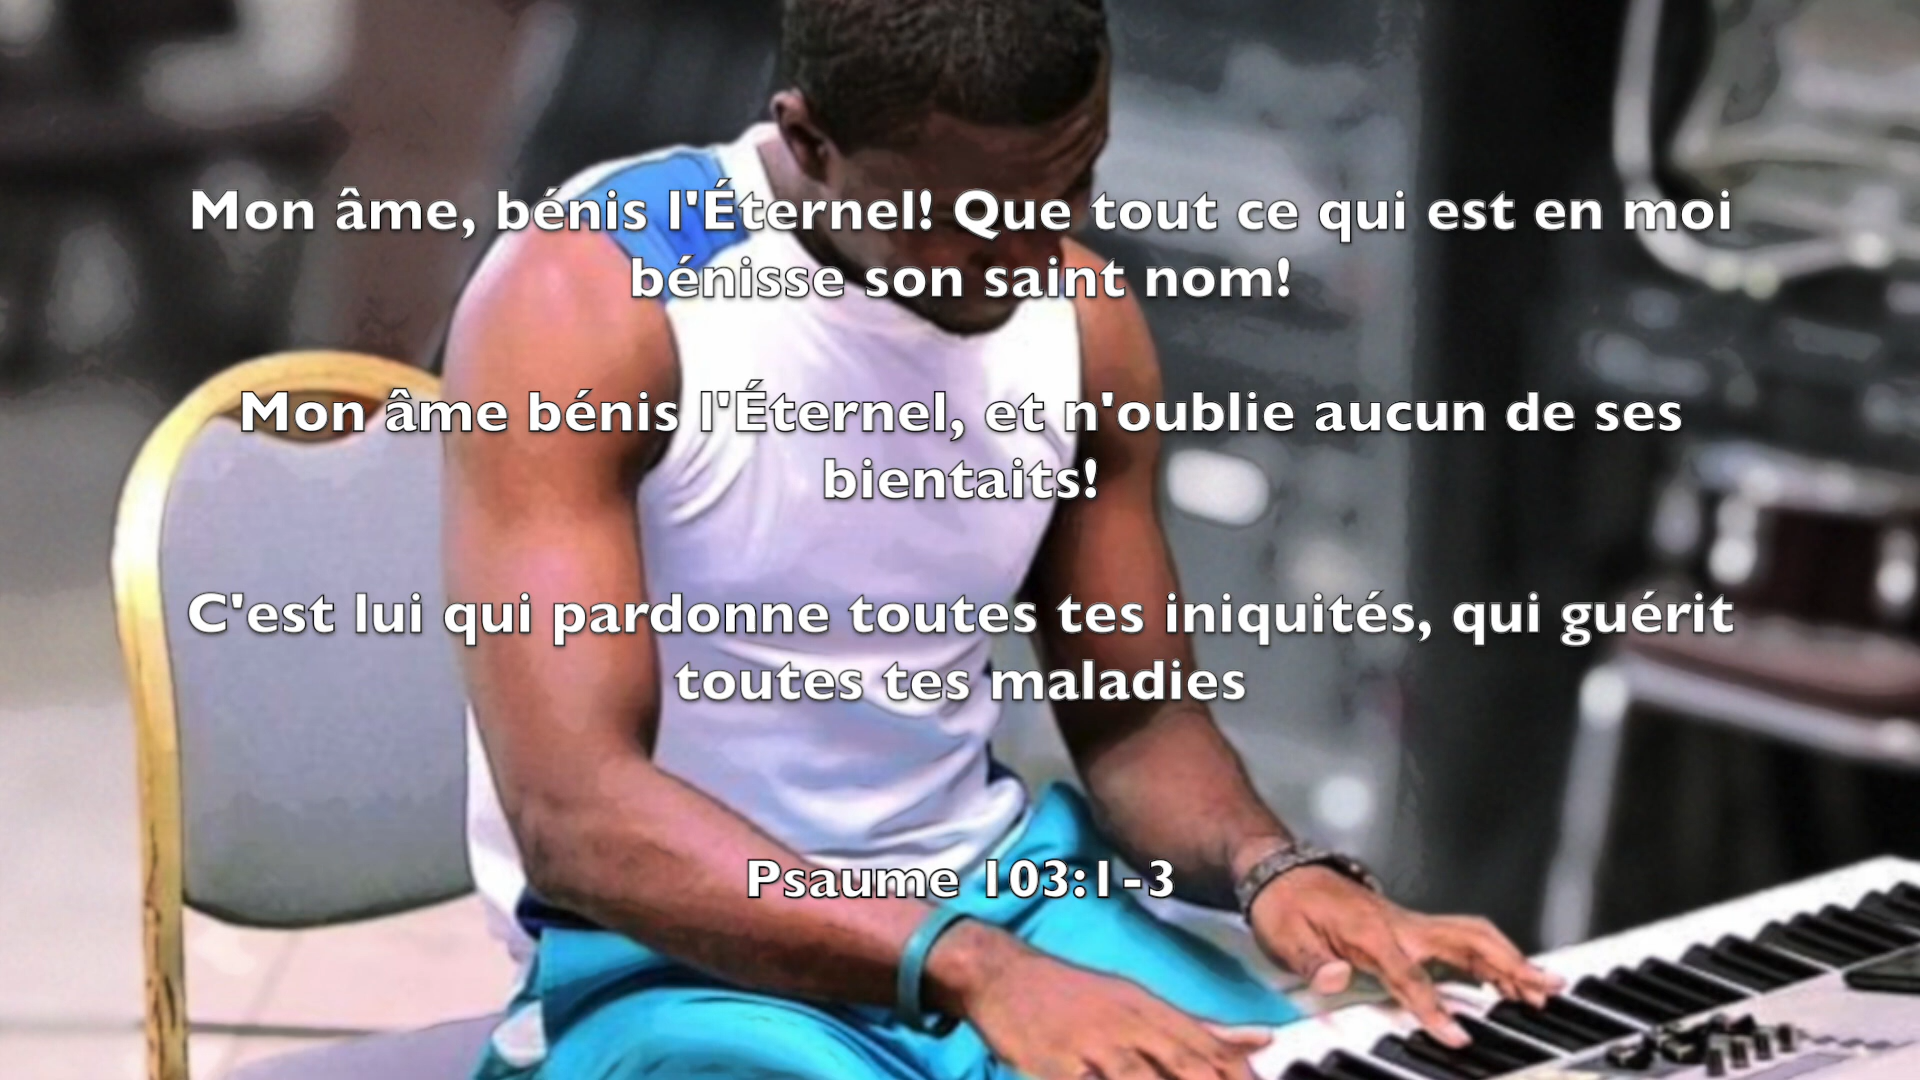 Mon âme, bénis l'Éternel! Que tout ce qui est en moi
bénisse son saint nom!
Mon âme bénis l'Éternel, et n'oublie aucun de ses
bientaits!
C'est lui qui pardonne toutes tes iniquités, qui guérit
toutes tes maladies
Psaume 103:1-3